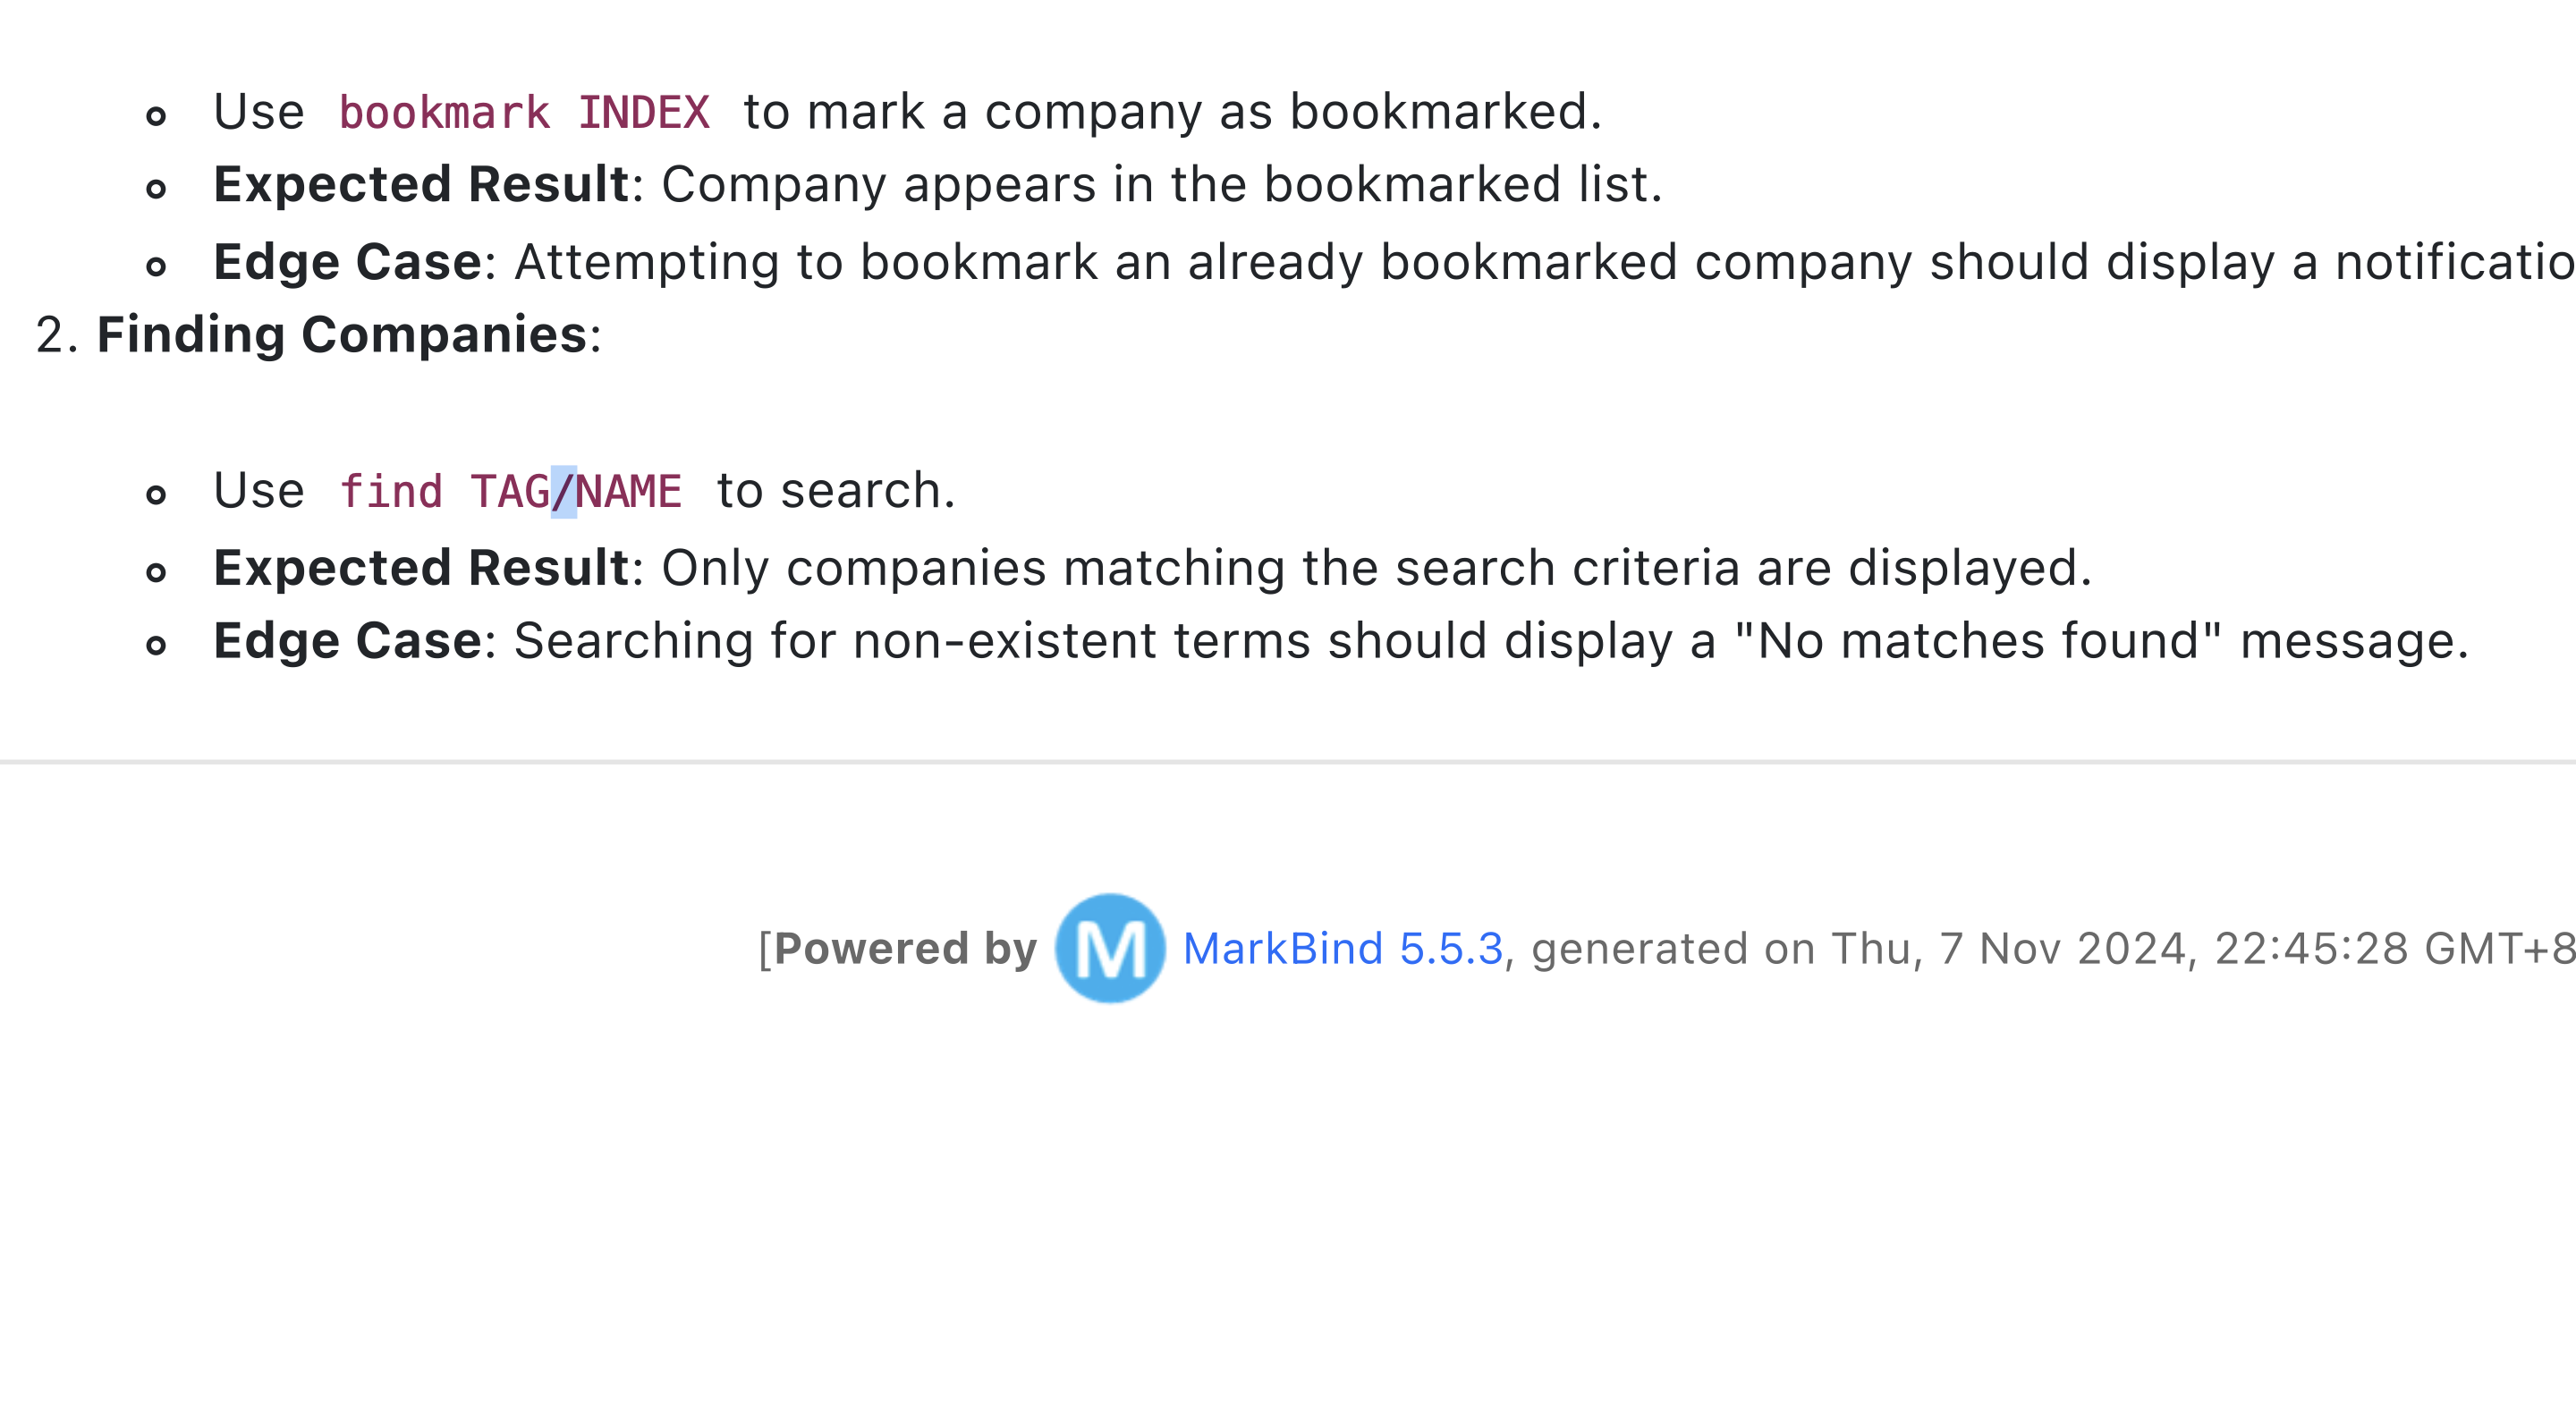 Use bookmark INDEX to mark a company as bookmarked.
Expected Result: Company appears in the bookmarked list.
Edge Case: Attempting to bookmark an already bookmarked company should display a notificatio
2. Finding Companies:
Use find TAG/NAME to search.
Expected Result: Only companies matching the search criteria are displayed.
Edge Case: Searching for non-existent terms should display a "No matches found" message.
[Powered by M MarkBind 5.5.3, generated on Thu, 7 Nov 2024, 22:45:28 GMT+8